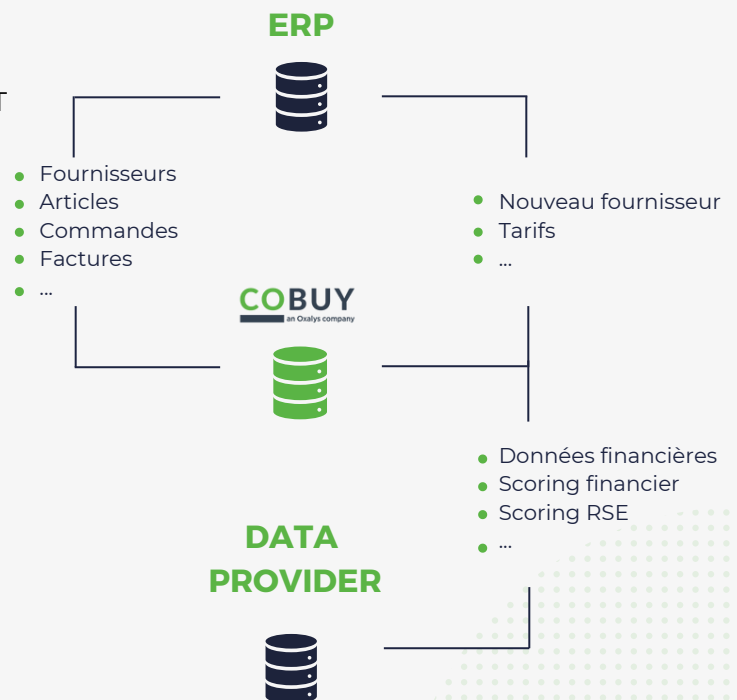 ERP
T
Fournisseurs
Articles
Commandes
Factures
...
Nouveau fournisseur
Tarifs
...
COBUY
an Oxalys company
Données financières
Scoring financier
Scoring RSE
...
DATA
PROVIDER